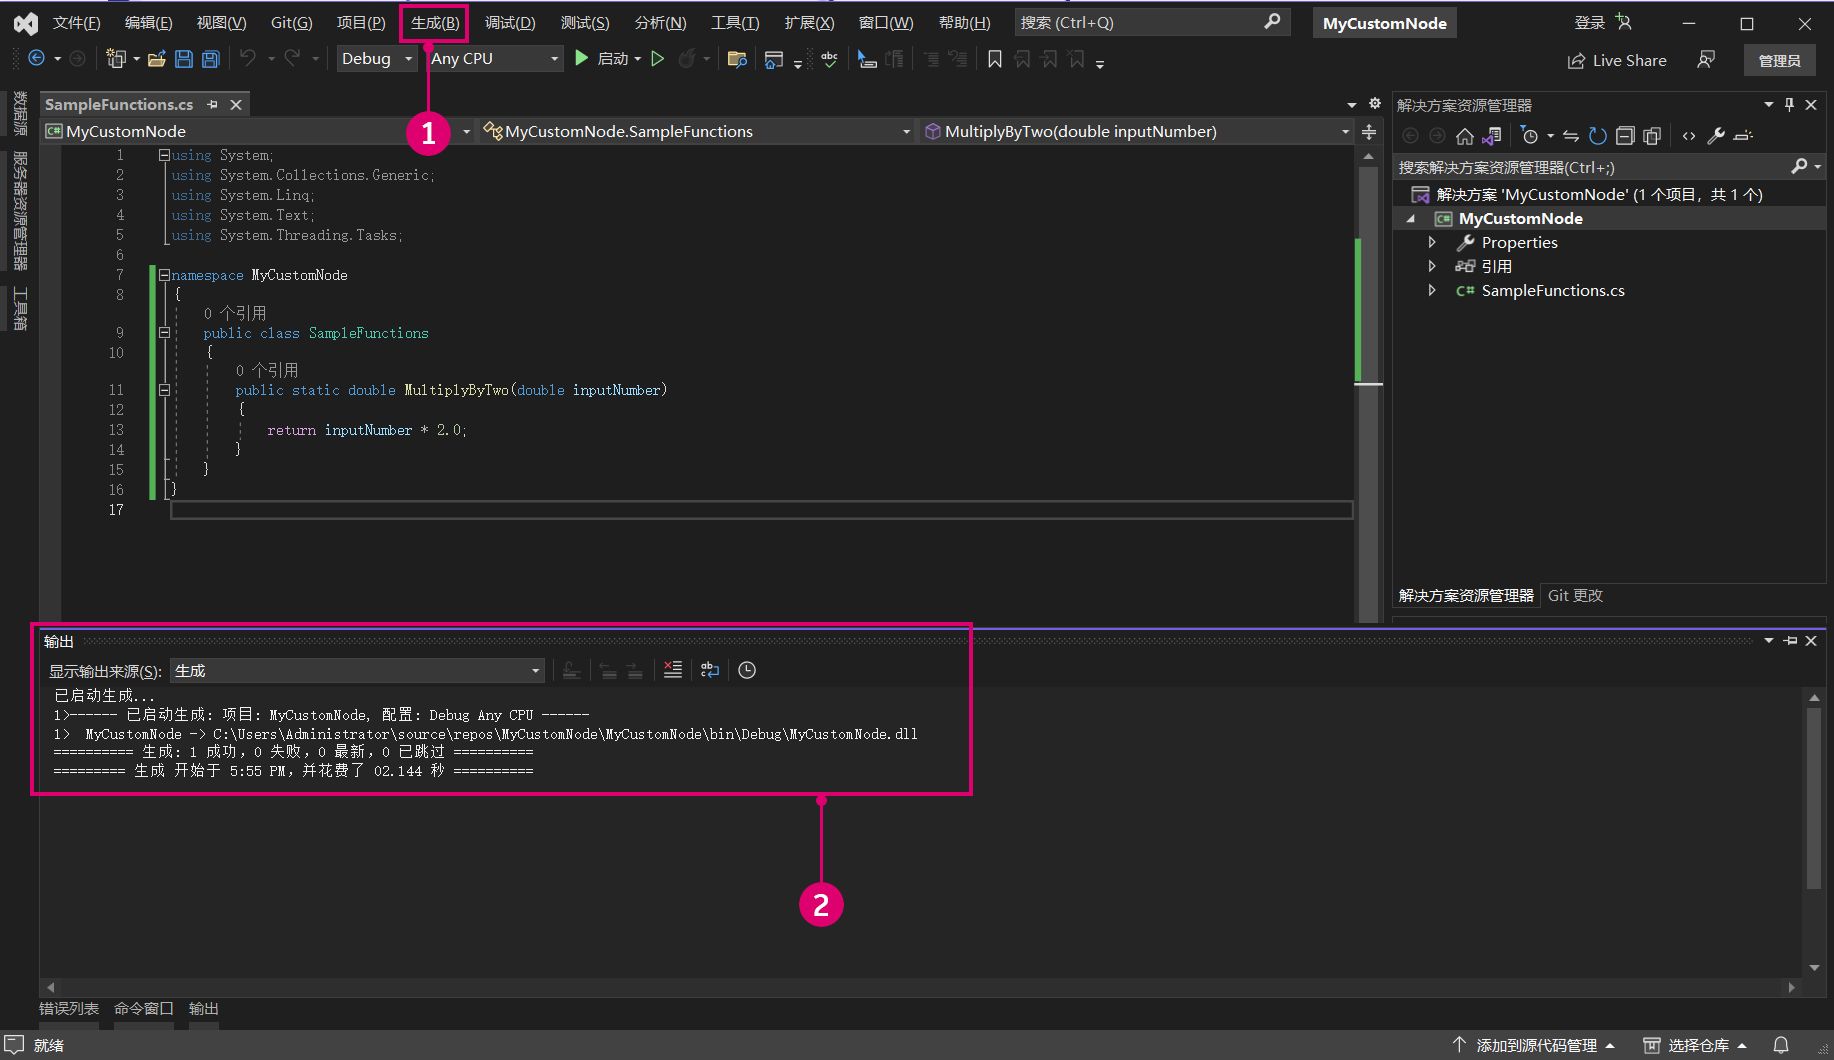 文件(F) 编辑(E) 视图(V) Git(G) 项目(P) 生成(B) 调试(D) 测试(S) 分析(N) 工具(T) 扩展(X) 窗口(W) 帮助(H) 搜索 (Ctrl+Q) MyCustomNode 登录
Debug Any CPU 启动 Live Share 管理员
数据源
服务器资源管理器
工具箱
SampleFunctions.cs
1
MyCustomNode MyCustomNode.SampleFunctions MultiplyByTwo(double inputNumber)
1 using System;
2 using System.Collections.Generic;
3 using System.Linq;
4 using System.Text;
5 using System.Threading.Tasks;
6
7 namespace MyCustomNode
8 {
0 个引用
9 public class SampleFunctions
10 {
0 个引用
11 public static double MultiplyByTwo(double inputNumber)
12 {
13 return inputNumber * 2.0;
14 }
15 }
16 }
17
解决方案资源管理器
搜索解决方案资源管理器(Ctrl+;)
解决方案 'MyCustomNode' (1 个项目，共 1 个)
MyCustomNode
Properties
引用
SampleFunctions.cs
解决方案资源管理器 Git 更改
输出
显示输出来源(S): 生成
已启动生成...
1>------ 已启动生成: 项目: MyCustomNode, 配置: Debug Any CPU ------
1> MyCustomNode -> C:\Users\Administrator\source\repos\MyCustomNode\MyCustomNode\bin\Debug\MyCustomNode.dll
========== 生成: 1 成功，0 失败，0 最新，0 已跳过 ==========
========= 生成 开始于 5:55 PM，并花费了 02.144 秒 ==========
2
错误列表 命令窗口 输出
就绪 添加到源代码管理 选择仓库